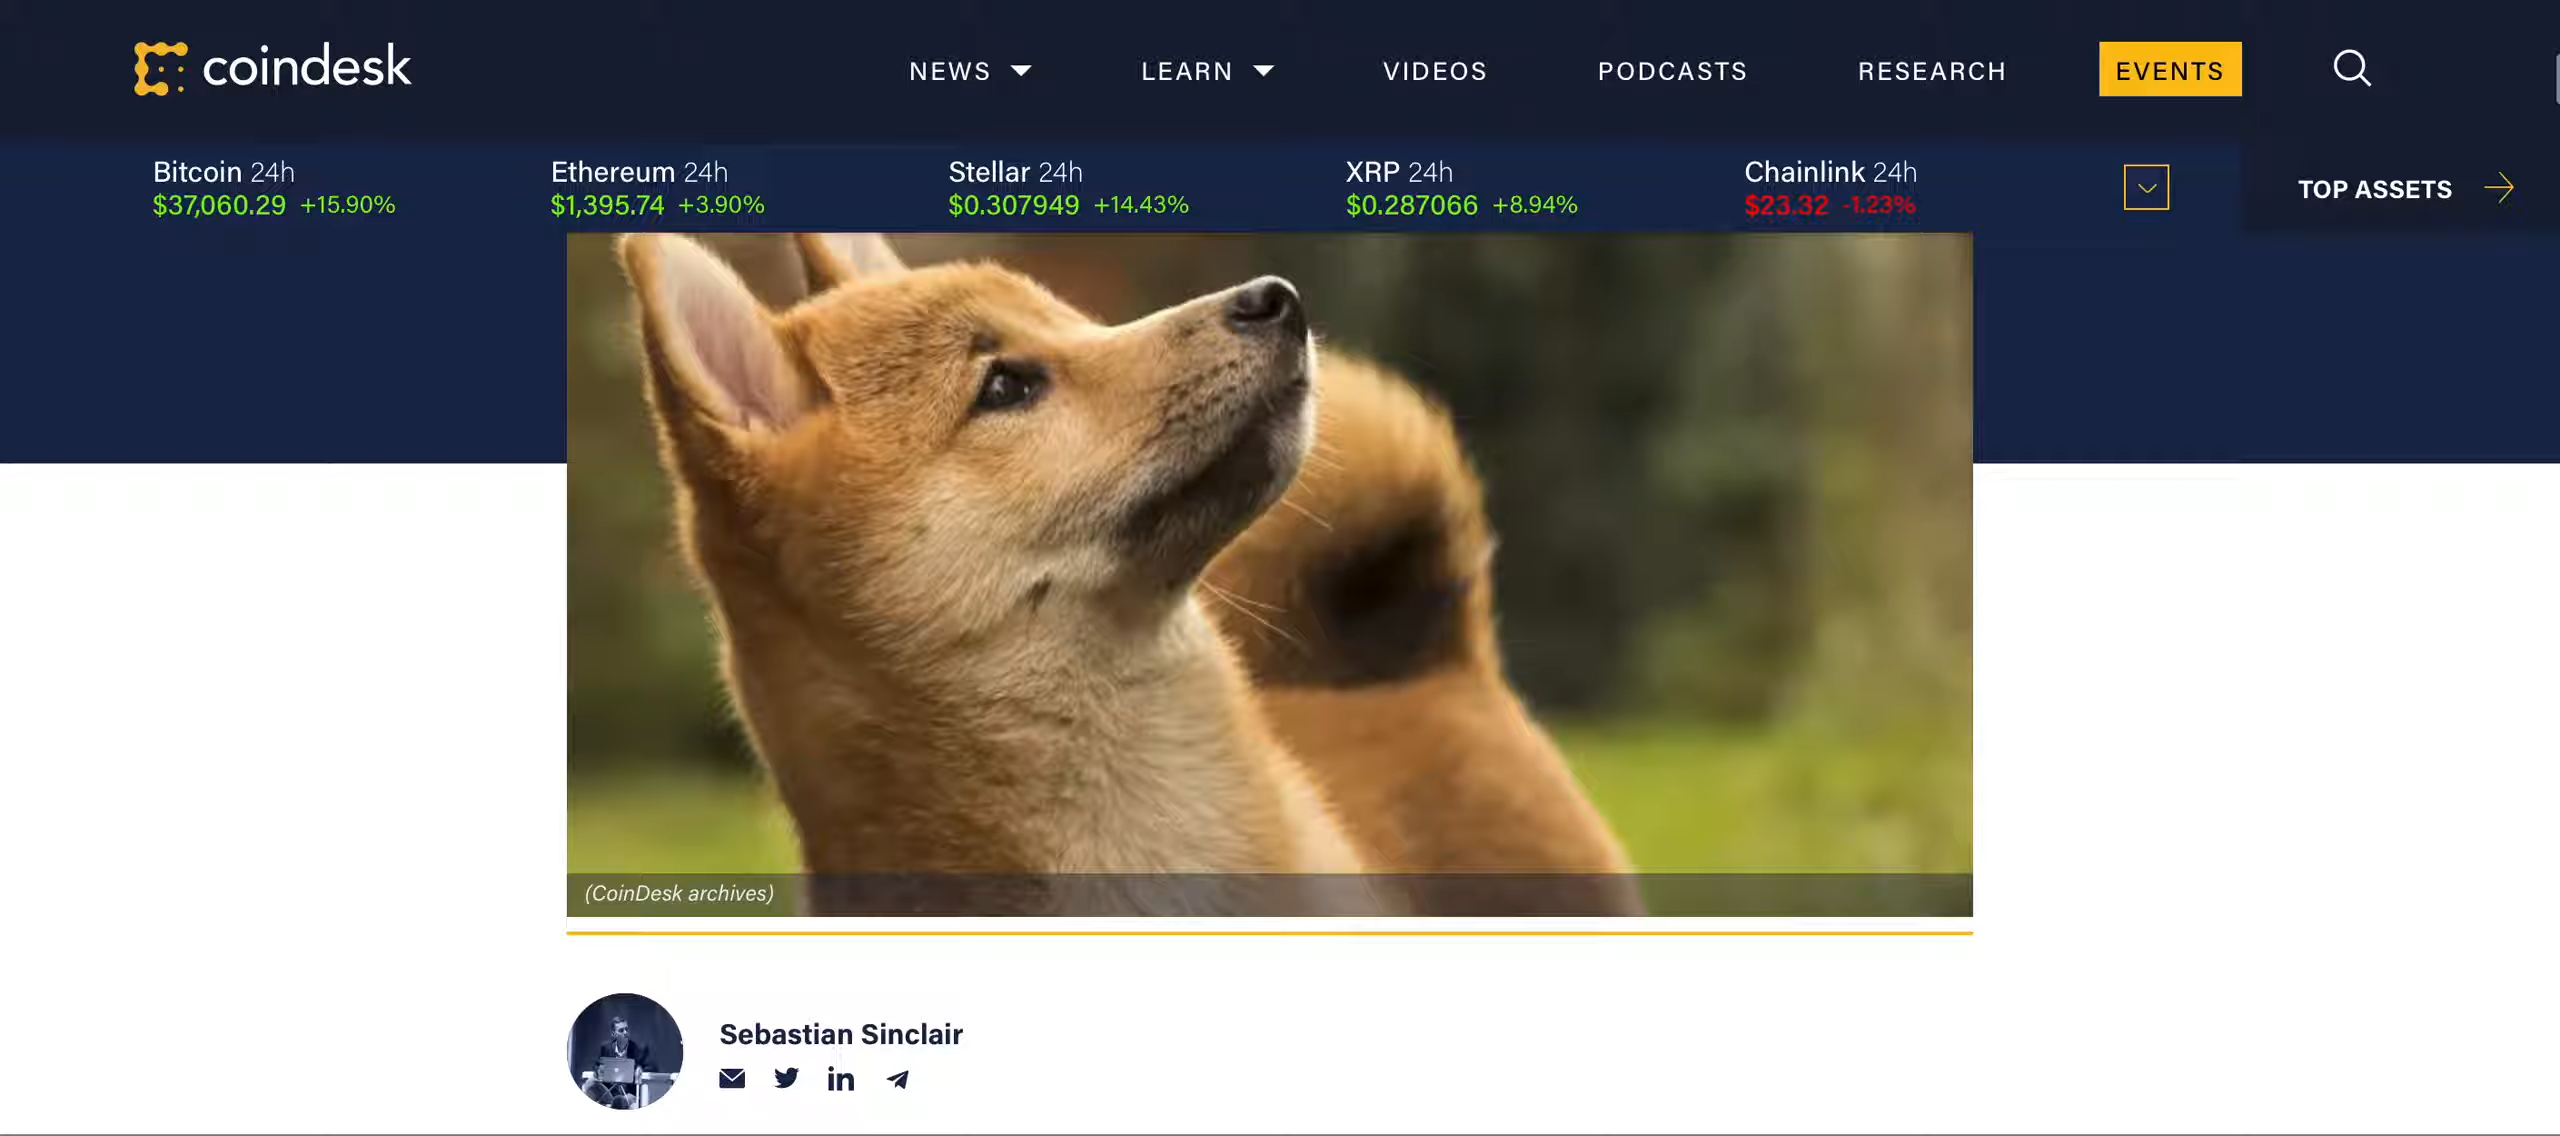 coindesk
NEWS LEARN VIDEOS PODCASTS RESEARCH EVENTS
Bitcoin 24h
$37,060.29 +15.90%
Ethereum 24h
$1,395.74 +3.90%
Stellar 24h
$0.307949 +14.43%
XRP 24h
$0.287066 +8.94%
Chainlink 24h
$23.32 -1.23%
TOP ASSETS
(CoinDesk archives)
Sebastian Sinclair